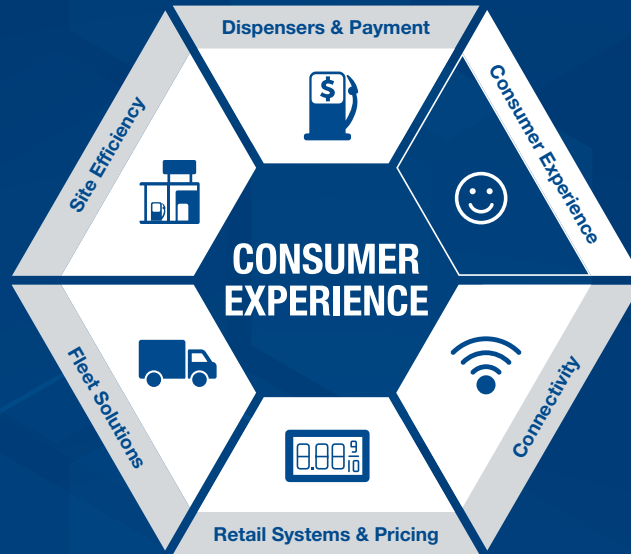 Dispensers & Payment
$
Site Efficiency
Consumer Experience
CONSUMER
EXPERIENCE
Fleet Solutions
Connectivity
8.88 9/10
Retail Systems & Pricing